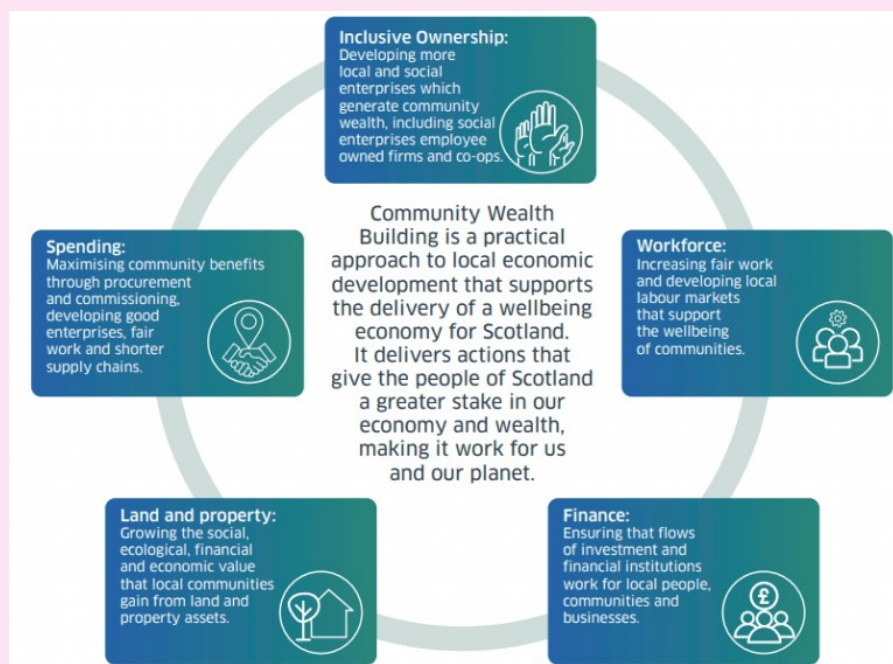 Inclusive Ownership:
Developing more
local and social
enterprises which
generate community
wealth, including social
enterprises employee
owned firms and co-ops.
Community Wealth
Building is a practical
approach to local economic
development that supports
the delivery of a wellbeing
economy for Scotland.
It delivers actions that
give the people of Scotland
a greater stake in our
economy and wealth,
making it work for us
and our planet.
Spending:
Maximising community benefits
through procurement
and commissioning,
developing good
enterprises, fair
work and shorter
supply chains.
Workforce:
Increasing fair work
and developing local
labour markets
that support
the wellbeing
of communities.
Land and property:
Growing the social,
ecological, financial
and economic value
that local communities
gain from land and
property assets.
Finance:
Ensuring that flows
of investment and
financial institutions
work for local people,
communities and
businesses.
£